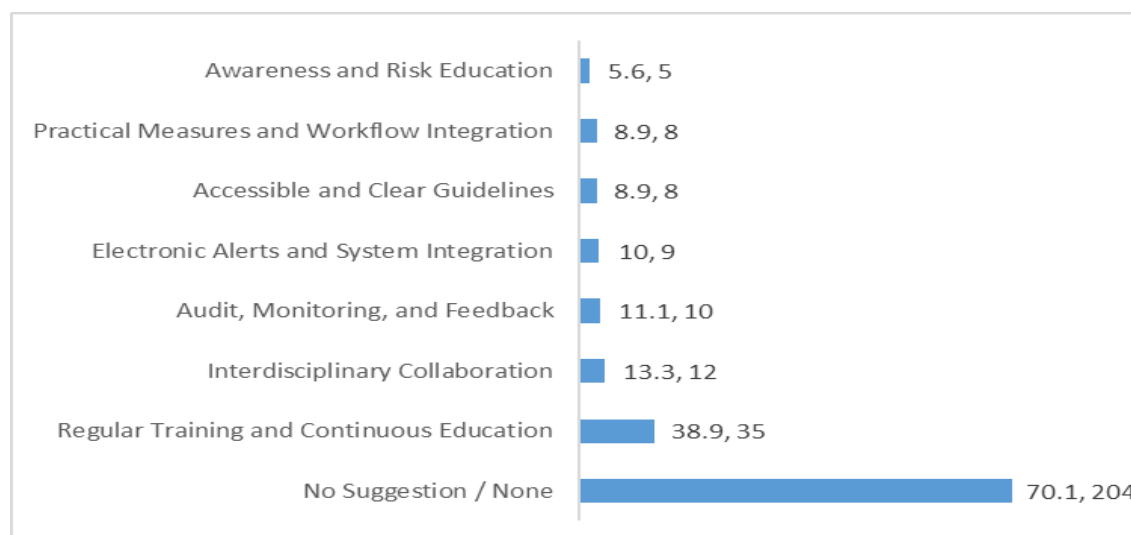 Awareness and Risk Education 5.6, 5
Practical Measures and Workflow Integration 8.9, 8
Accessible and Clear Guidelines 8.9, 8
Electronic Alerts and System Integration 10, 9
Audit, Monitoring, and Feedback 11.1, 10
Interdisciplinary Collaboration 13.3, 12
Regular Training and Continuous Education 38.9, 35
No Suggestion / None 70.1, 204